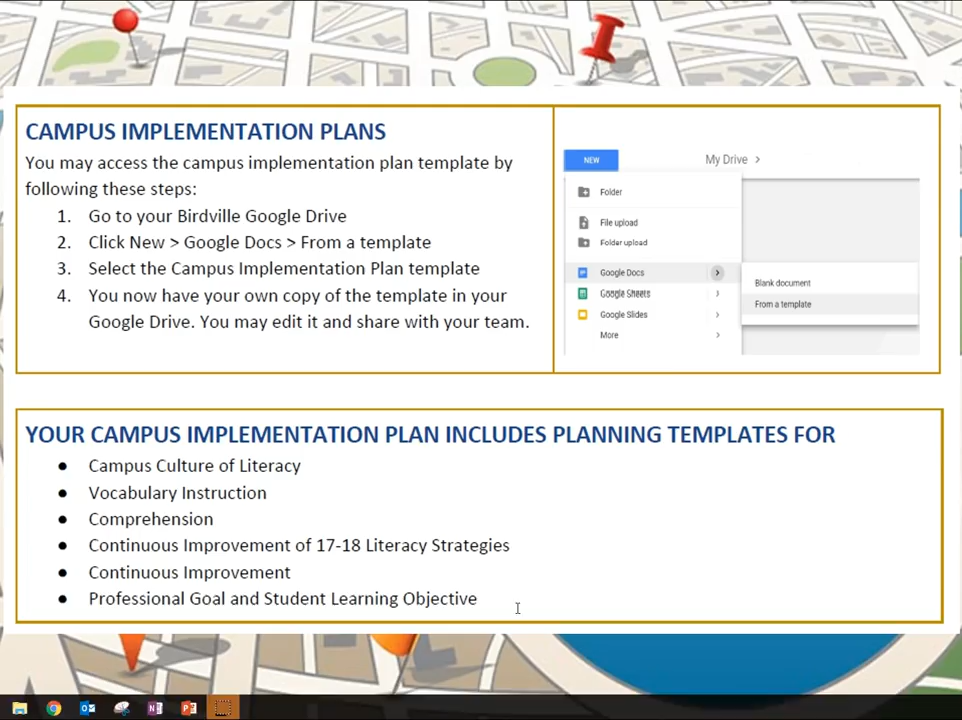 CAMPUS IMPLEMENTATION PLANS
You may access the campus implementation plan template by
following these steps:
1. Go to your Birdville Google Drive
2. Click New > Google Docs > From a template
3. Select the Campus Implementation Plan template
4. You now have your own copy of the template in your
Google Drive. You may edit it and share with your team.
NEW
My Drive >
Folder
File upload
Folder upload
Google Docs >
Blank document
Google Sheets >
From a template
Google Slides >
More >
YOUR CAMPUS IMPLEMENTATION PLAN INCLUDES PLANNING TEMPLATES FOR
● Campus Culture of Literacy
● Vocabulary Instruction
● Comprehension
● Continuous Improvement of 17-18 Literacy Strategies
● Continuous Improvement
● Professional Goal and Student Learning Objective